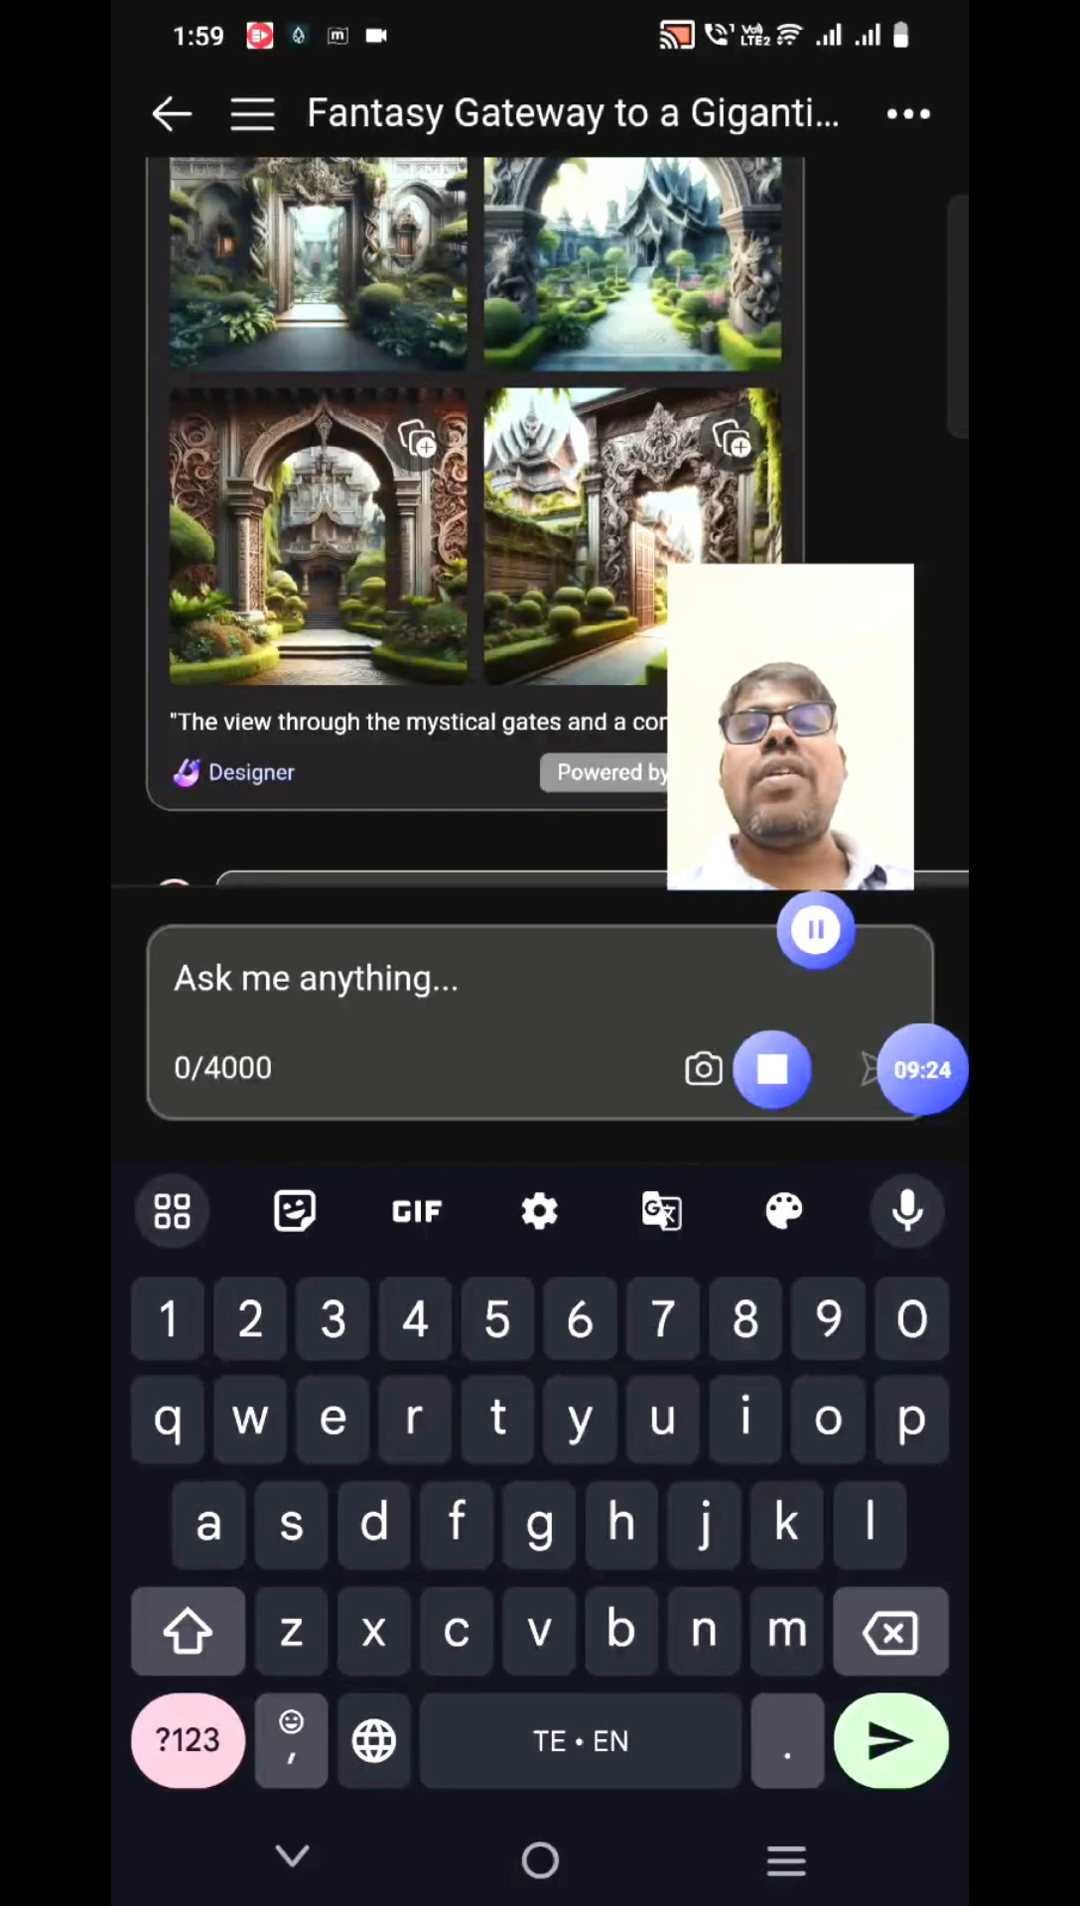 1:59
Vo)
LTE2
Fantasy Gateway to a Giganti...
"The view through the mystical gates and a cor
Designer
Powered by
Ask me anything...
0/4000
09:24
GIF
1 2 3 4 5 6 7 8 9 0
q w e r t y u i o p
a s d f g h j k l
z x c v b n m
?123 , TE • EN .